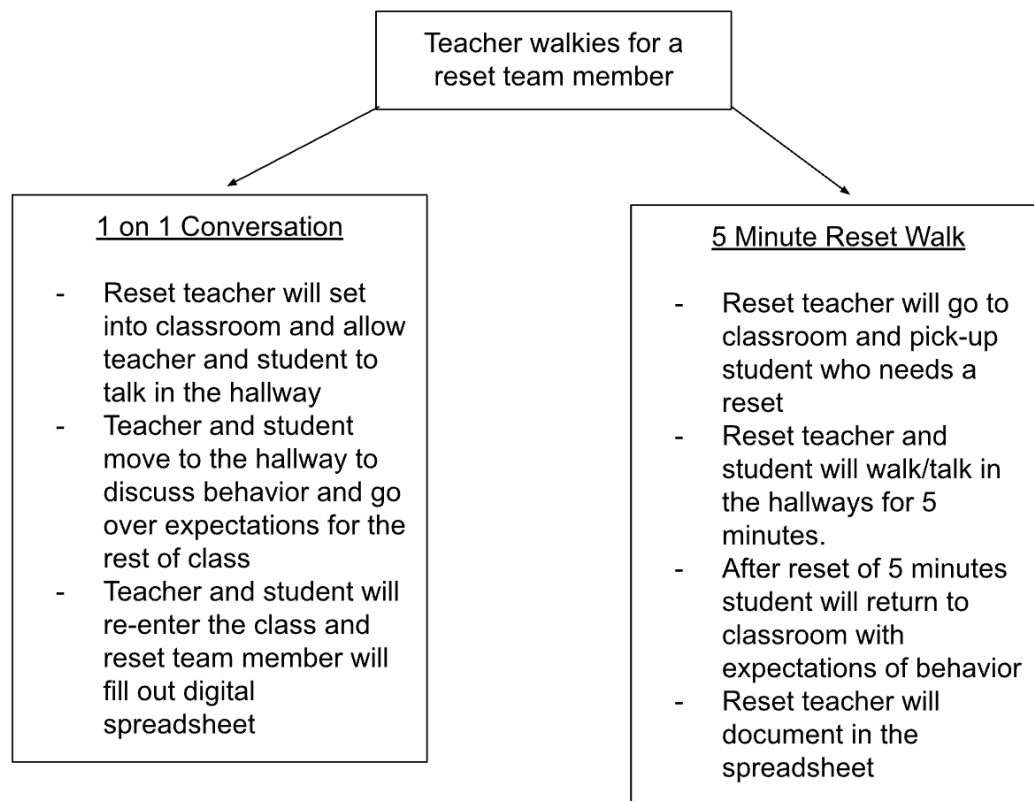 Teacher walkies for a
reset team member
1 on 1 Conversation
- Reset teacher will set
into classroom and allow
teacher and student to
talk in the hallway
- Teacher and student
move to the hallway to
discuss behavior and go
over expectations for the
rest of class
- Teacher and student will
re-enter the class and
reset team member will
fill out digital
spreadsheet
5 Minute Reset Walk
- Reset teacher will go to
classroom and pick-up
student who needs a
reset
- Reset teacher and
student will walk/talk in
the hallways for 5
minutes.
- After reset of 5 minutes
student will return to
classroom with
expectations of behavior
- Reset teacher will
document in the
spreadsheet